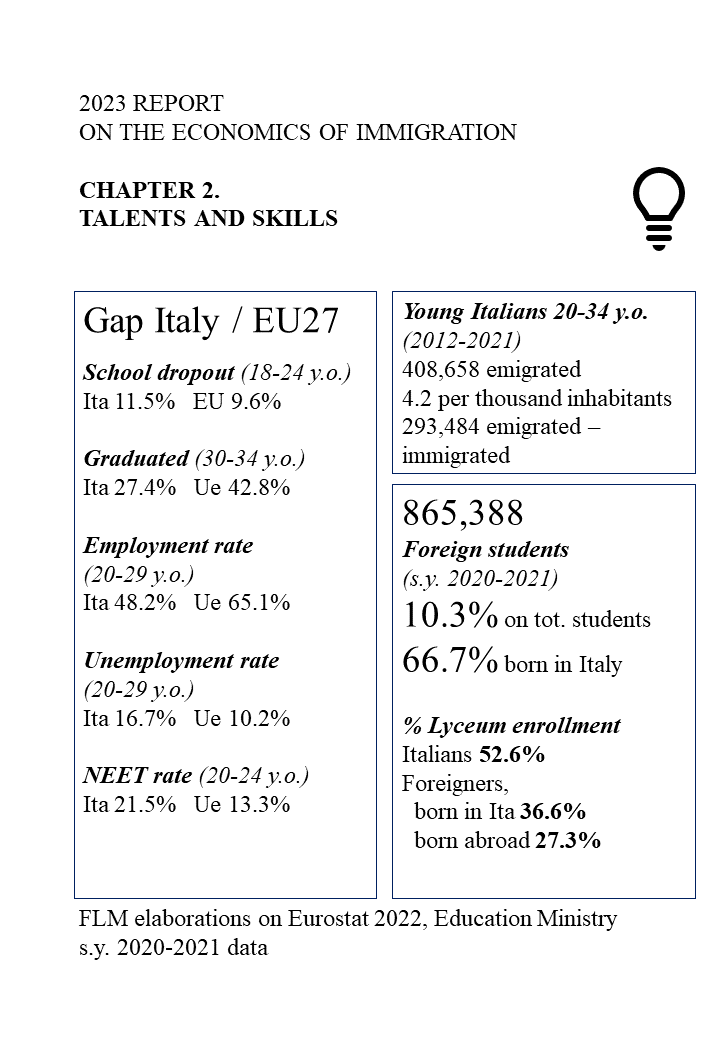 2023 REPORT
ON THE ECONOMICS OF IMMIGRATION
CHAPTER 2.
TALENTS AND SKILLS
Gap Italy / EU27
School dropout (18-24 y.o.)
Ita 11.5% EU 9.6%
Graduated (30-34 y.o.)
Ita 27.4% Ue 42.8%
Employment rate
(20-29 y.o.)
Ita 48.2% Ue 65.1%
Unemployment rate
(20-29 y.o.)
Ita 16.7% Ue 10.2%
NEET rate (20-24 y.o.)
Ita 21.5% Ue 13.3%
Young Italians 20-34 y.o.
(2012-2021)
408,658 emigrated
4.2 per thousand inhabitants
293,484 emigrated –
immigrated
865,388
Foreign students
(s.y. 2020-2021)
10.3% on tot. students
66.7% born in Italy
% Lyceum enrollment
Italians 52.6%
Foreigners,
born in Ita 36.6%
born abroad 27.3%
FLM elaborations on Eurostat 2022, Education Ministry
s.y. 2020-2021 data